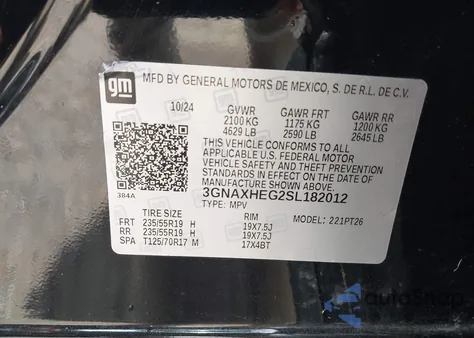 gm MFD BY GENERAL MOTORS DE MEXICO, S. DE R.L. DE C.V.
10/24 GVWR GAWR FRT GAWR RR
2100 KG 1175 KG 1200 KG
4629 LB 2590 LB 2645 LB
THIS VEHICLE CONFORMS TO ALL
APPLICABLE U.S. FEDERAL MOTOR
VEHICLE SAFETY AND THEFT PREVENTION
STANDARDS IN EFFECT ON THE DATE OF
MANUFACTURE SHOWN ABOVE.
384A 3GNAXHEG2SL182012
TYPE: MPV MODEL: 221PT26
TIRE SIZE RIM
FRT 235/55R19 H 19X7.5J
RR 235/55R19 H 19X7.5J
SPA T125/70R17 M 17X4BT
AutoSnap